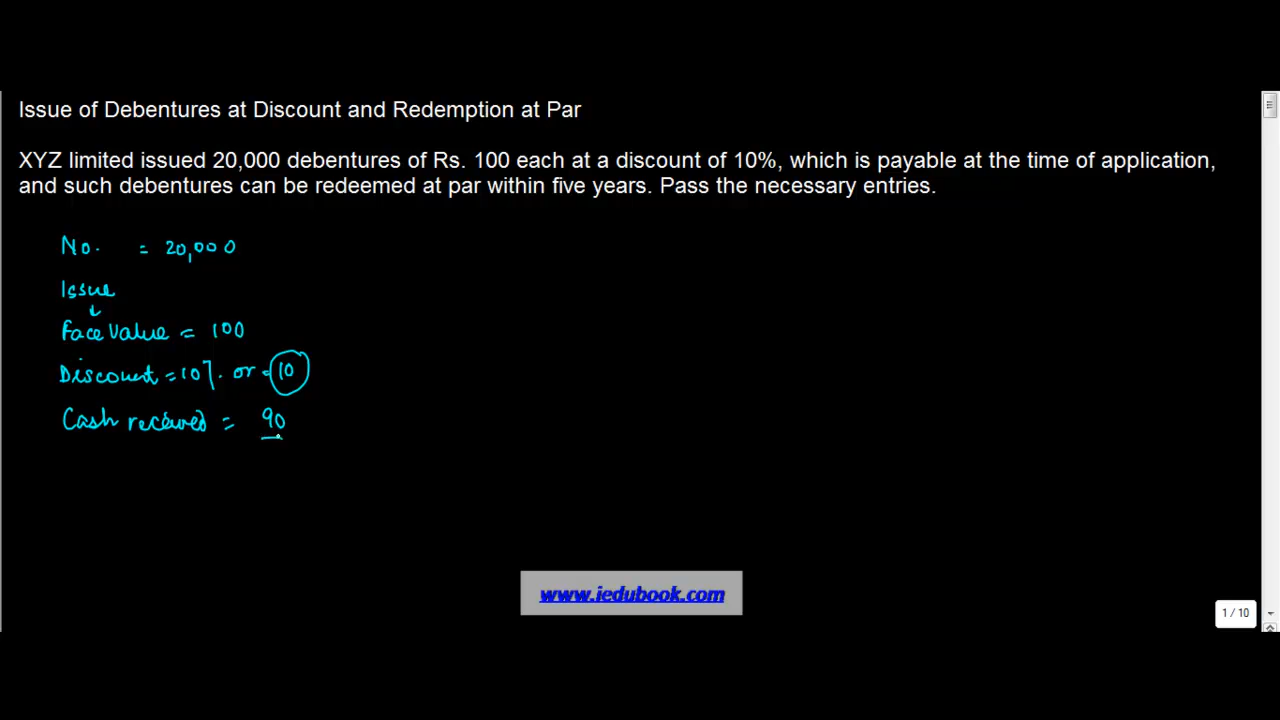 Issue of Debentures at Discount and Redemption at Par
XYZ limited issued 20,000 debentures of Rs. 100 each at a discount of 10%, which is payable at the time of application,
and such debentures can be redeemed at par within five years. Pass the necessary entries.
No. = 20,000
Issue
↓
Face Value = 100
Discount = 10%. or = 10
Cash received = 90
www.iedubook.com
1 / 10